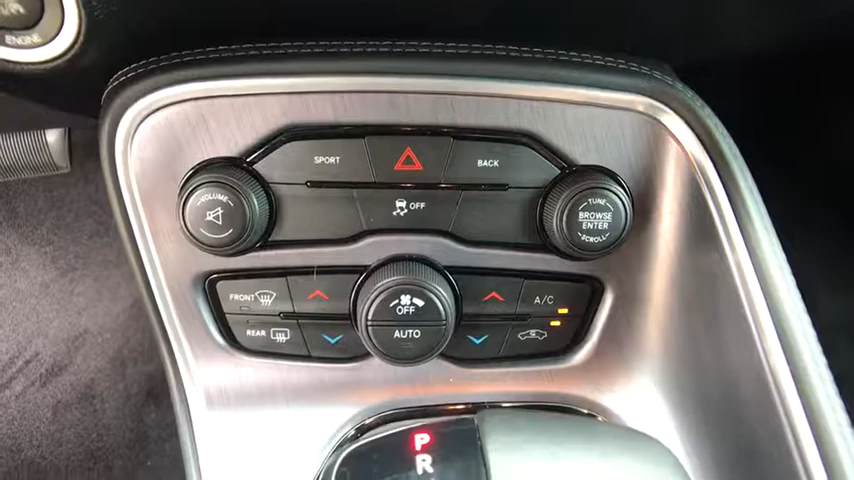 ENGINE
SPORT
BACK
VOLUME
OFF
TUNE
BROWSE
ENTER
SCROLL
FRONT
OFF
A/C
REAR
AUTO
P
R